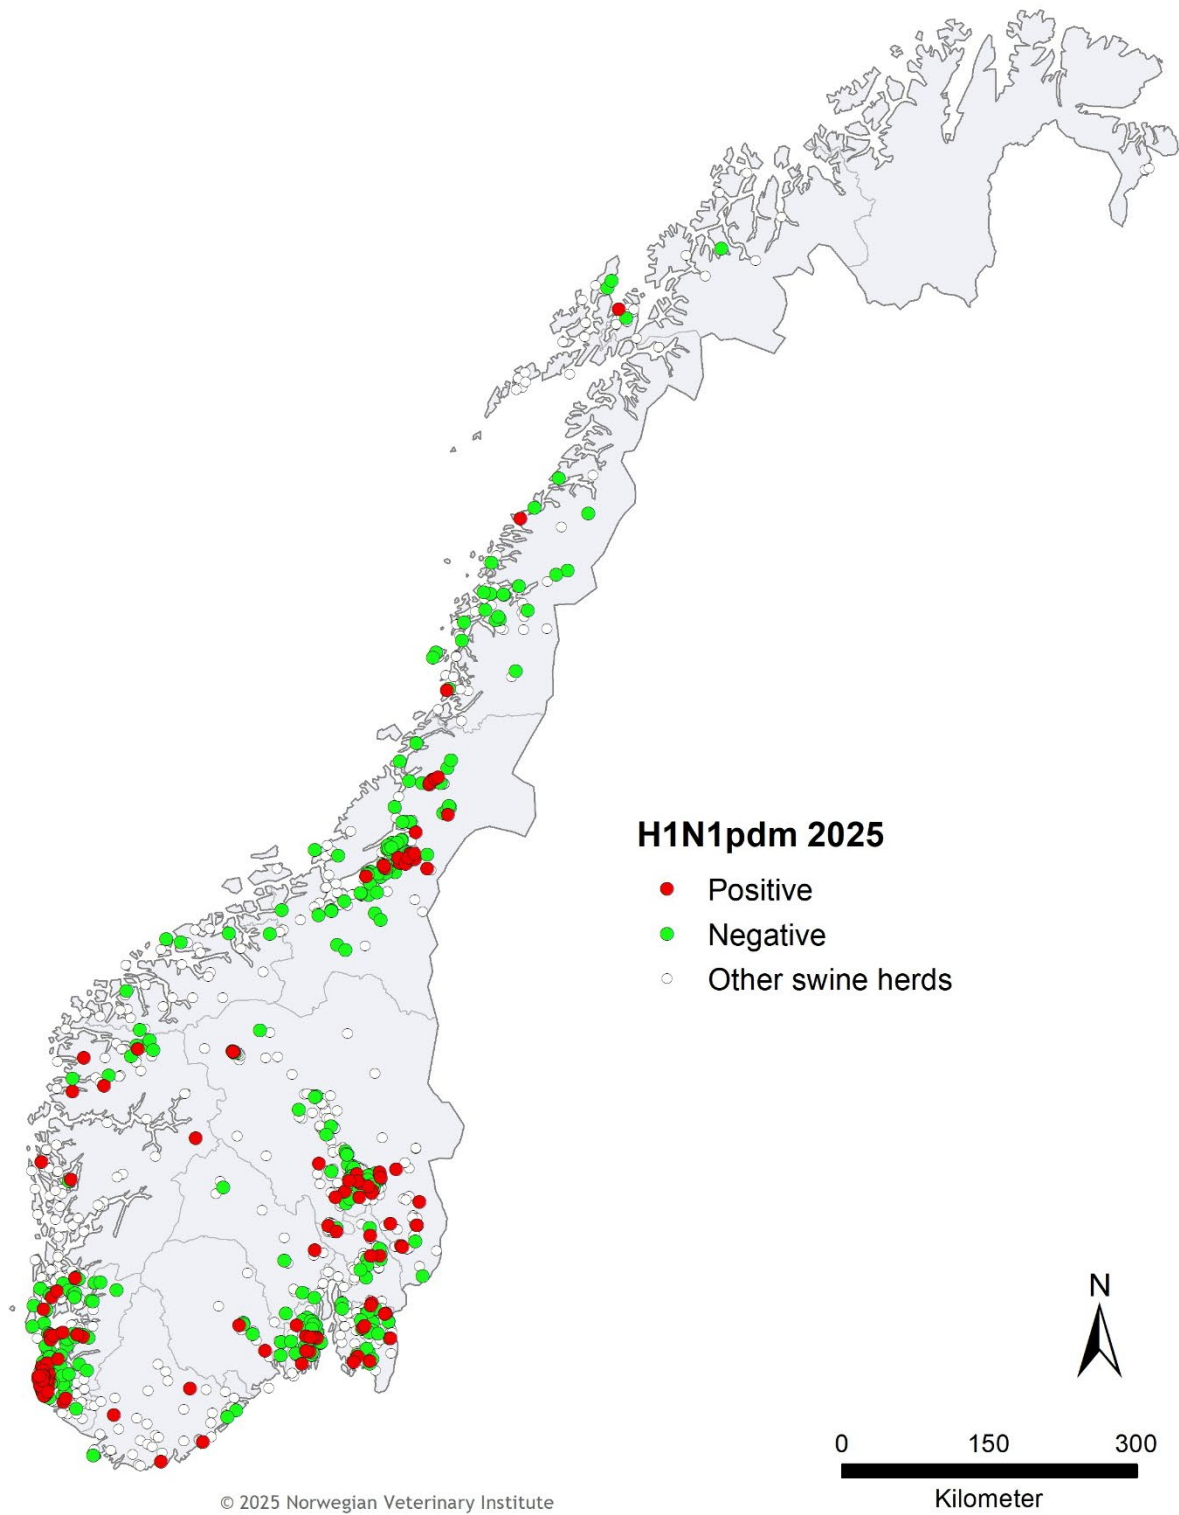 H1N1pdm 2025
Positive
Negative
Other swine herds
N
0 150 300
Kilometer
© 2025 Norwegian Veterinary Institute